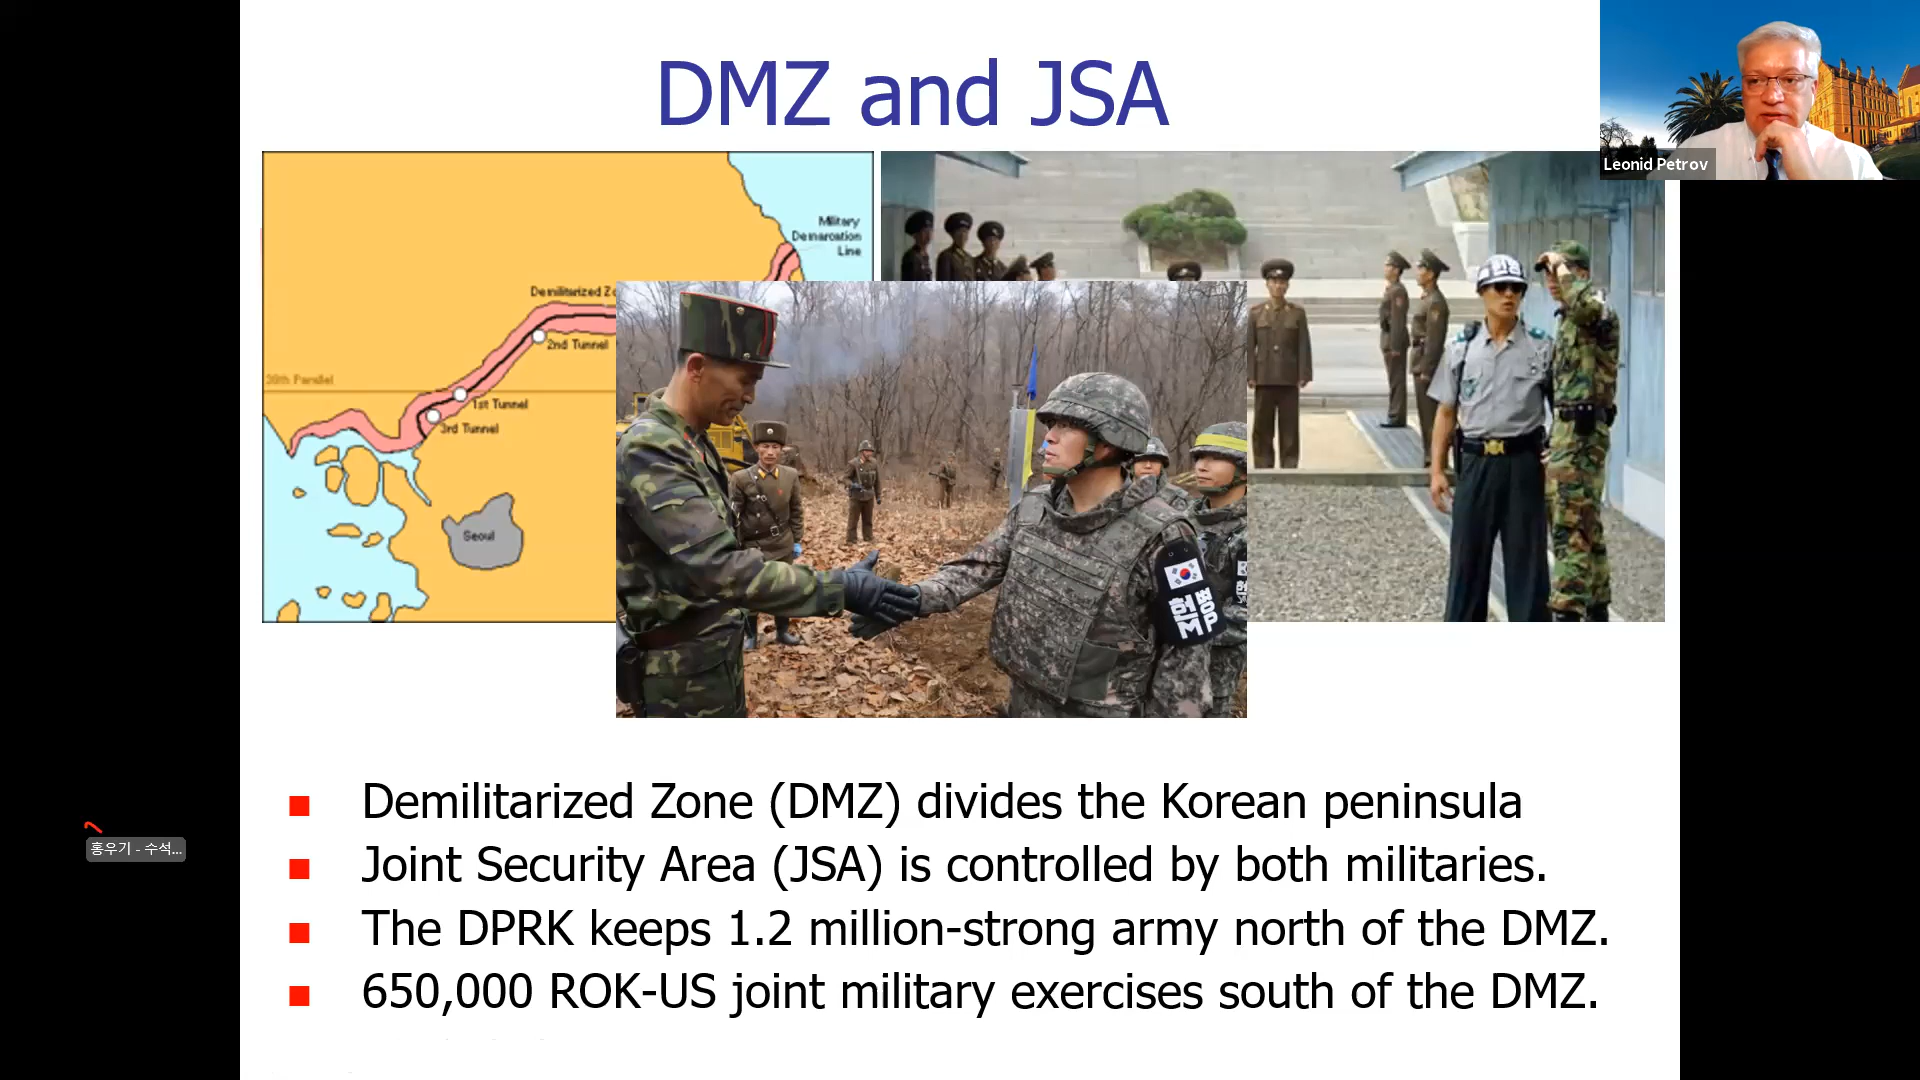 DMZ and JSA
Leonid Petrov
Military
Demarcation
Line
Demilitarized Zo
2nd Tunnel
38th Parallel
1st Tunnel
3rd Tunnel
Seoul
헌병
MP
홍우기 - 수석...
Demilitarized Zone (DMZ) divides the Korean peninsula
Joint Security Area (JSA) is controlled by both militaries.
The DPRK keeps 1.2 million-strong army north of the DMZ.
650,000 ROK-US joint military exercises south of the DMZ.